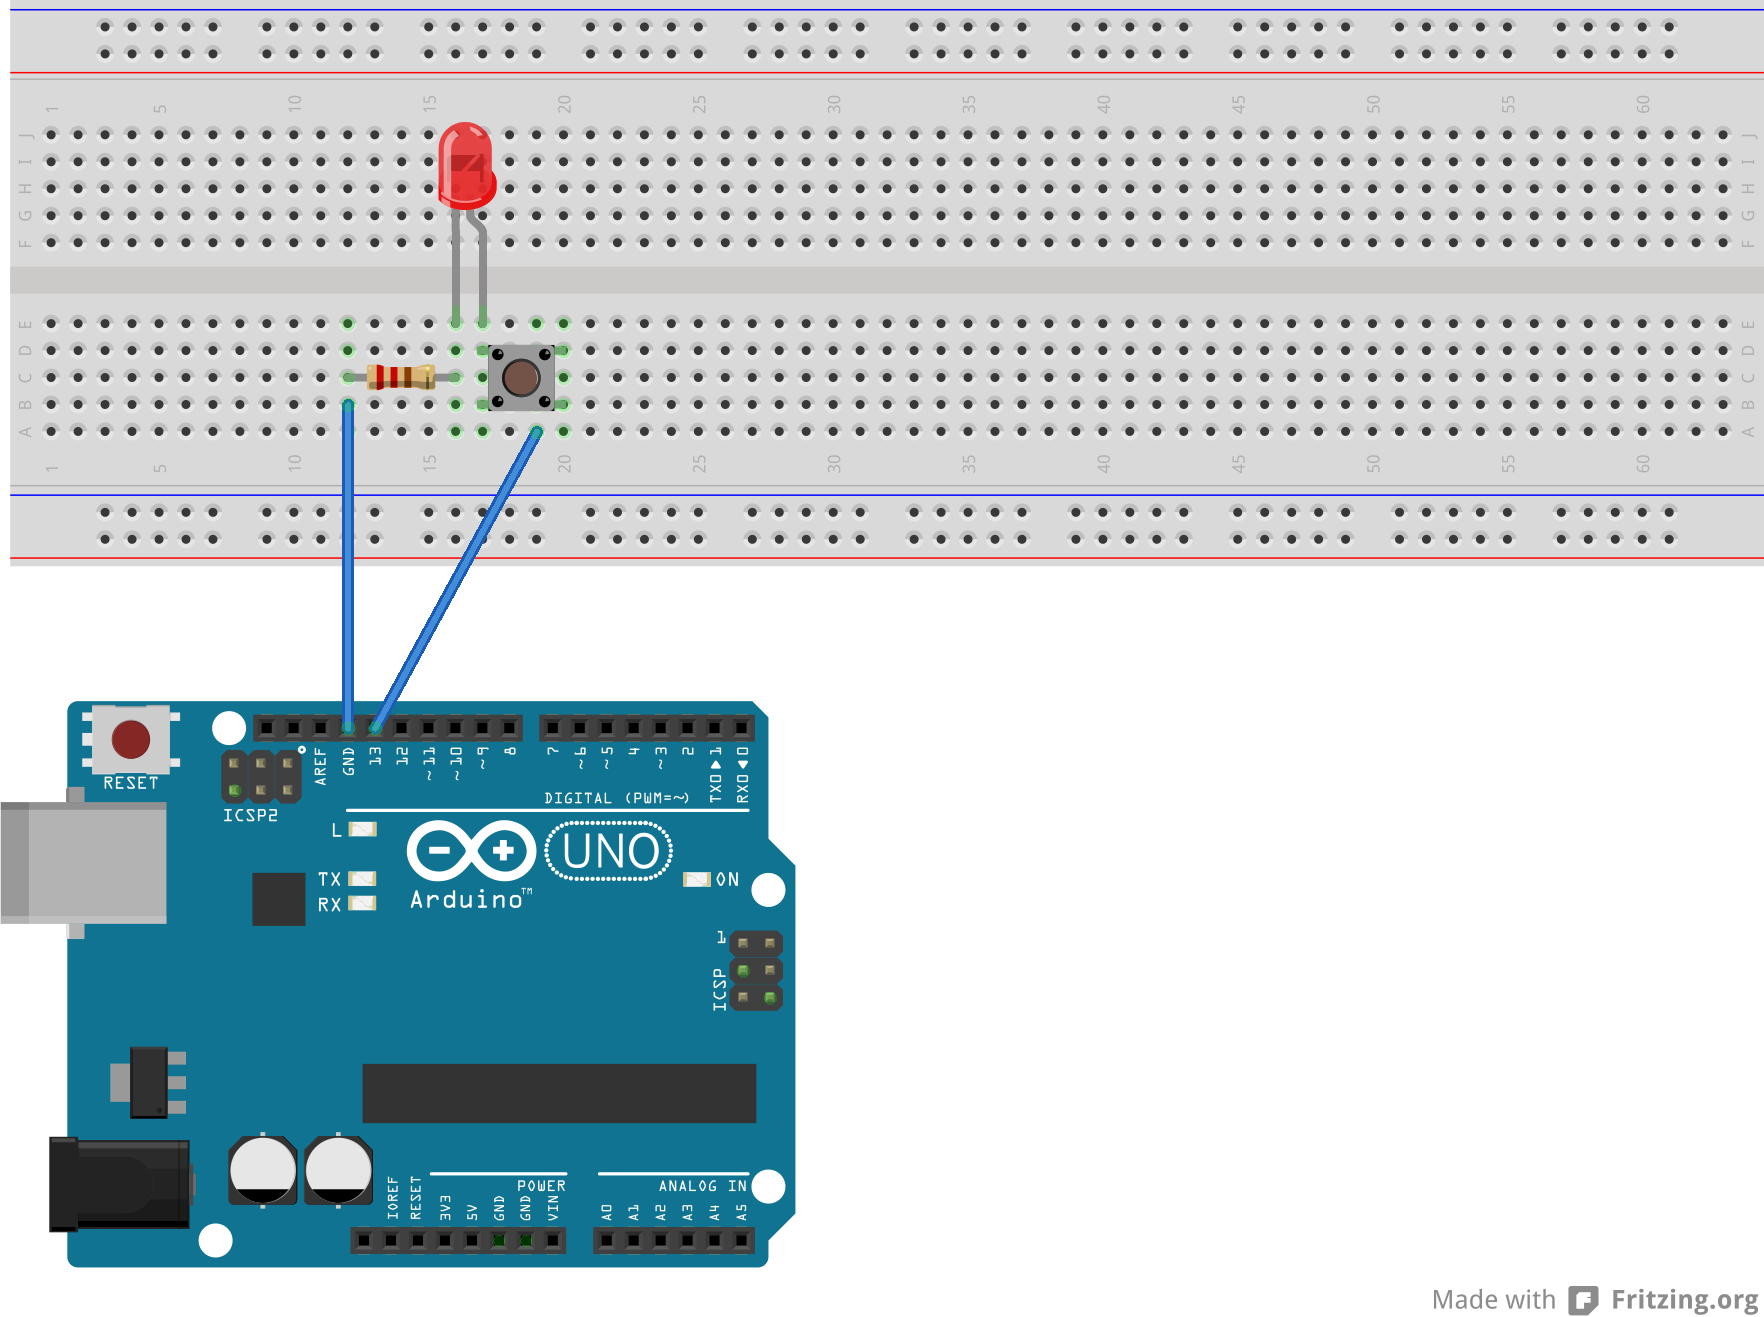 1 5 10 15 20 25 30 35 40 45 50 55 60
J J
I I
H H
G G
F F
E E
D D
C C
B B
A A
1 5 10 15 20 25 30 35 40 45 50 55 60
RESET
ICSP2
AREF
GND
13
12
~11
~10
~9
8
7
~6
~5
4
~3
2
TX0▶1
RX0◀0
DIGITAL (PWM=~)
L
TX
RX
UNO
Arduino™
ON
1
ICSP
IOREF
RESET
3V3
5V
GND
GND
VIN
POWER
ANALOG IN
A0
A1
A2
A3
A4
A5
Made with Fritzing.org